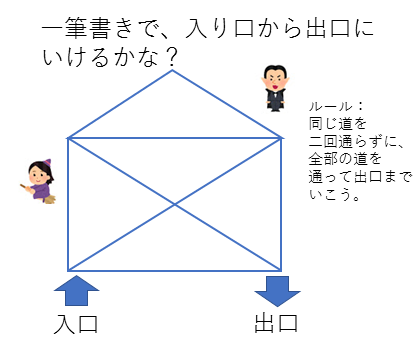 一筆書きで、入り口から出口に
いけるかな？
ルール：
同じ道を
二回通らずに、
全部の道を
通って出口まで
いこう。
入口
出口